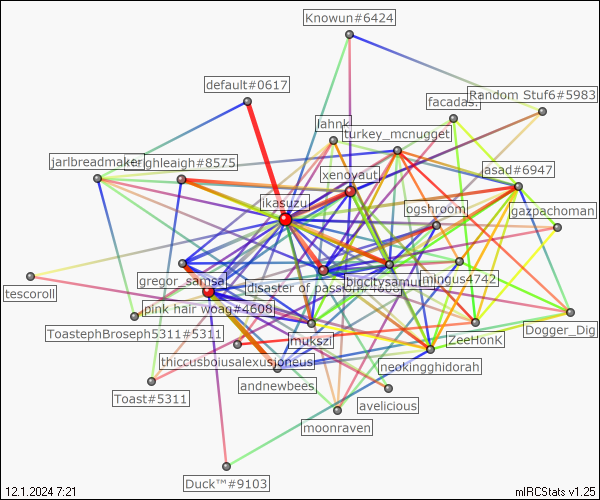 Knowun#6424
default#0617
Random Stuf6#5983
facadas.
lahnk
turkey_mcnugget
jarlbreadmaker
#8575
xenoyaut
asad#6947
ikasuzu
ogshroom
gazpachoman
gregor_samsa
disaster of passion
bigcitysamurai
mingus4742
tescoroll
pink hair woag#4608
ToastephBroseph5311#5311
mukszi
ZeeHonK
Dogger_Dig
thiccusboiusalexusjoneus
neokingghidorah
andnewbees
Toast#5311
avelicious
moonraven
Duck™#9103
12.1.2024 7:21
mIRCStats v1.25